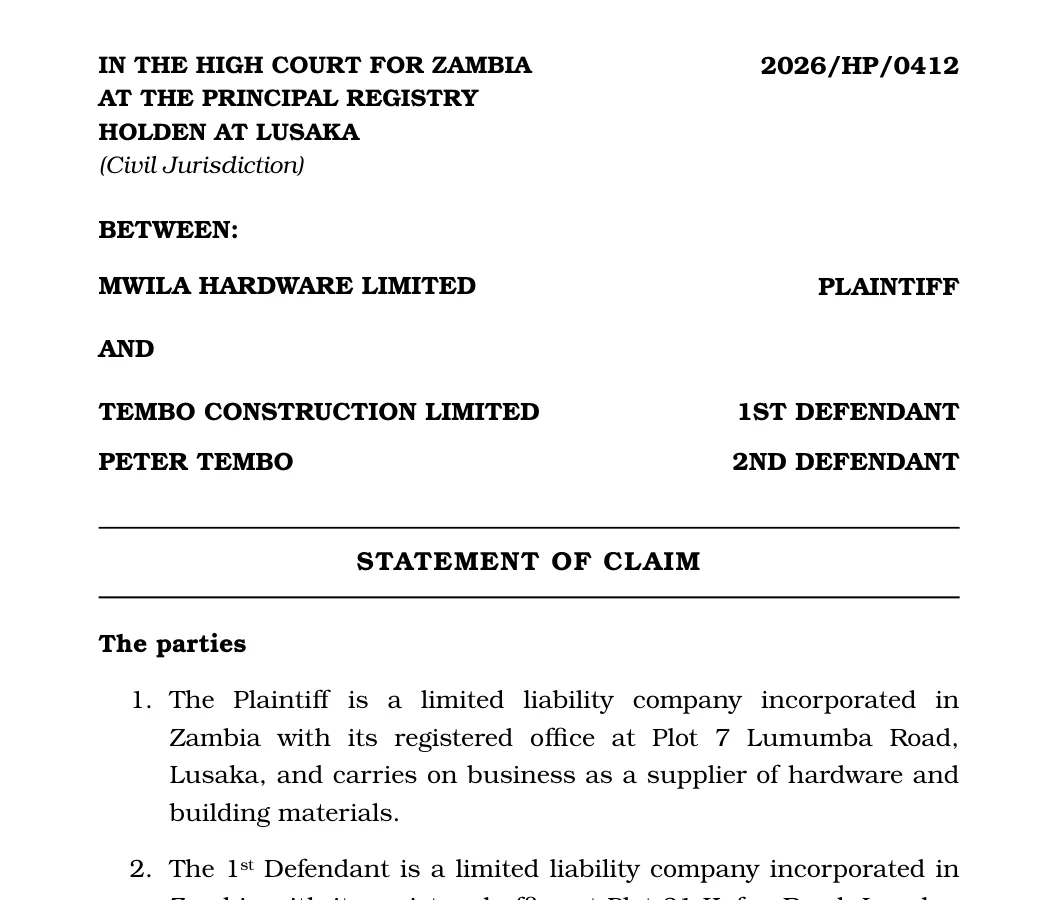 IN THE HIGH COURT FOR ZAMBIA 2026/HP/0412
AT THE PRINCIPAL REGISTRY
HOLDEN AT LUSAKA
(Civil Jurisdiction)
BETWEEN:
MWILA HARDWARE LIMITED PLAINTIFF
AND
TEMBO CONSTRUCTION LIMITED 1ST DEFENDANT
PETER TEMBO 2ND DEFENDANT
STATEMENT OF CLAIM
The parties
1. The Plaintiff is a limited liability company incorporated in
Zambia with its registered office at Plot 7 Lumumba Road,
Lusaka, and carries on business as a supplier of hardware and
building materials.
2. The 1st Defendant is a limited liability company incorporated in